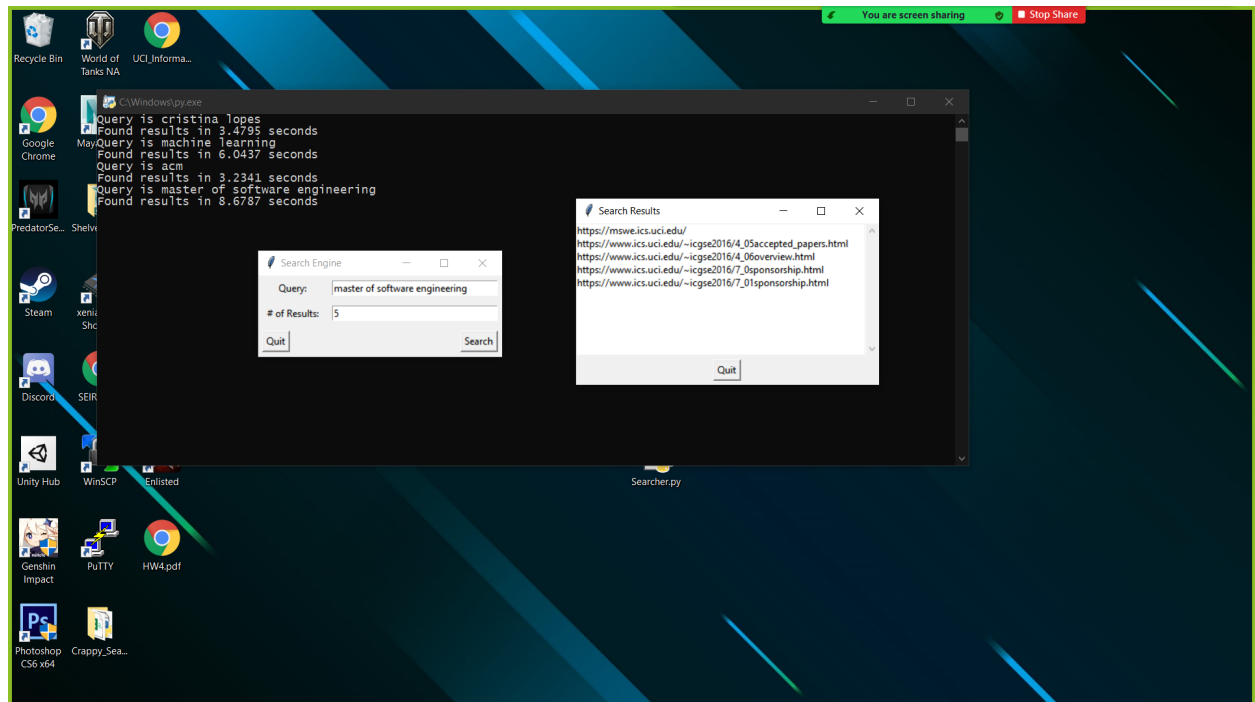 You are screen sharing
Stop Share
Recycle Bin
World of
Tanks NA
UCI_Informa...
Google
Chrome
PredatorSe...
Steam
Discord
Unity Hub
WinSCP
Enlisted
Searcher.py
Genshin
Impact
PuTTY
HW4.pdf
Ps
Photoshop
CS6 x64
Crappy_Sea...
C:\Windows\py.exe
Query is cristina lopes
Found results in 3.4795 seconds
Query is machine learning
Found results in 6.0437 seconds
Query is acm
Found results in 3.2341 seconds
Query is master of software engineering
Found results in 8.6787 seconds
Search Engine
Query: master of software engineering
# of Results: 5
Quit Search
Search Results
https://mswe.ics.uci.edu/
https://www.ics.uci.edu/~icgse2016/4_05accepted_papers.html
https://www.ics.uci.edu/~icgse2016/4_06overview.html
https://www.ics.uci.edu/~icgse2016/7_0sponsorship.html
https://www.ics.uci.edu/~icgse2016/7_01sponsorship.html
Quit